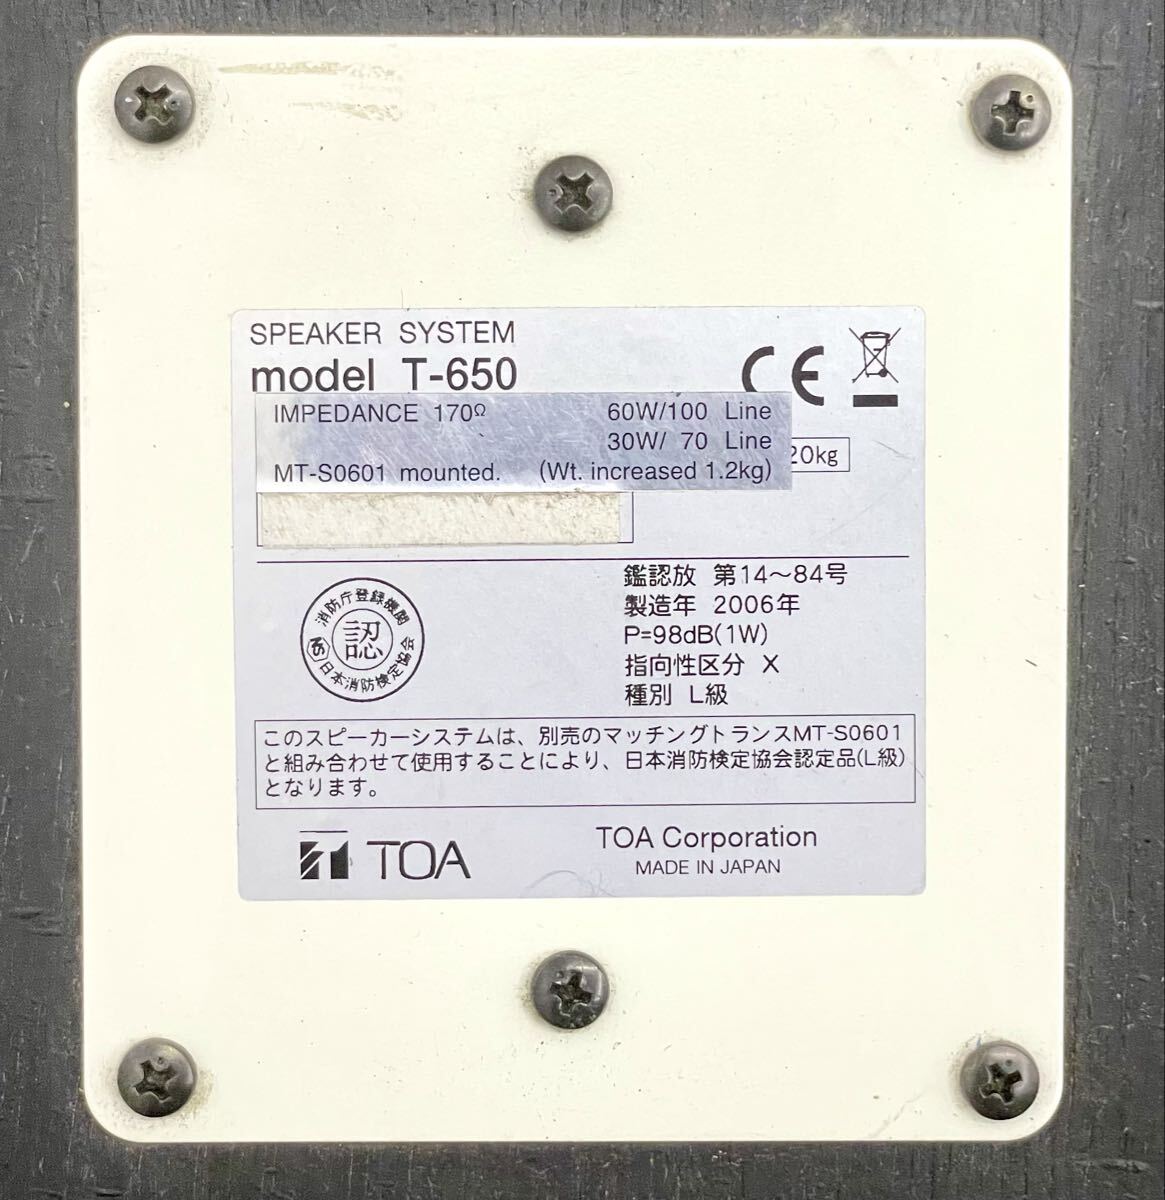 SPEAKER SYSTEM
model T-650
CE
IMPEDANCE 170Ω 60W/100 Line
30W/ 70 Line
MT-S0601 mounted. (Wt. increased 1.2kg)
20kg
鑑認放 第14～84号
製造年 2006年
P=98dB(1W)
指向性区分 X
種別 L級
消防庁登録機関
認
NS 日本消防検定協会
このスピーカーシステムは、別売のマッチングトランスMT-S0601
と組み合わせて使用することにより、日本消防検定協会認定品(L級)
となります。
TOA
TOA Corporation
MADE IN JAPAN